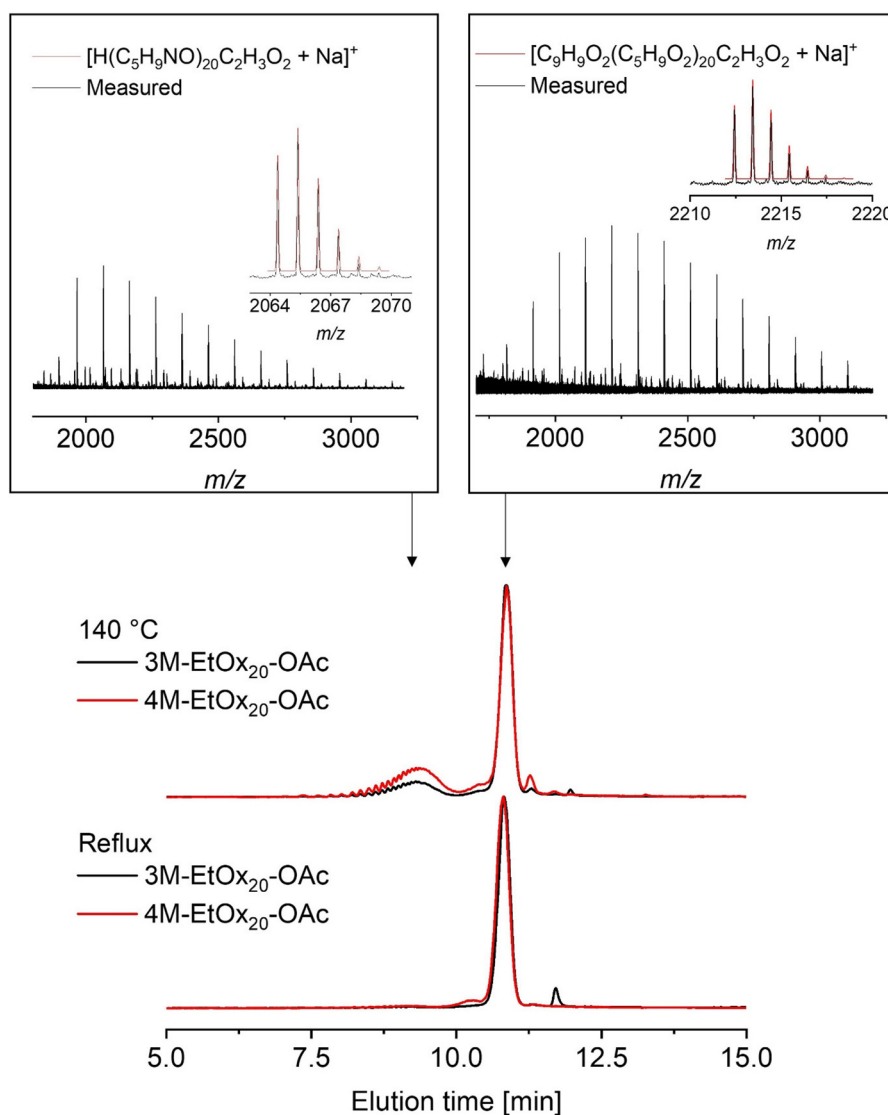 [H(C₅H₉NO)₂₀C₂H₃O₂ + Na]⁺
Measured
2064 2067 2070
m/z
2000 2500 3000
m/z
[C₉H₉O₂(C₅H₉O₂)₂₀C₂H₃O₂ + Na]⁺
Measured
2210 2215 2220
m/z
2000 2500 3000
m/z
140 °C
3M-EtOx₂₀-OAc
4M-EtOx₂₀-OAc
Reflux
3M-EtOx₂₀-OAc
4M-EtOx₂₀-OAc
5.0 7.5 10.0 12.5 15.0
Elution time [min]